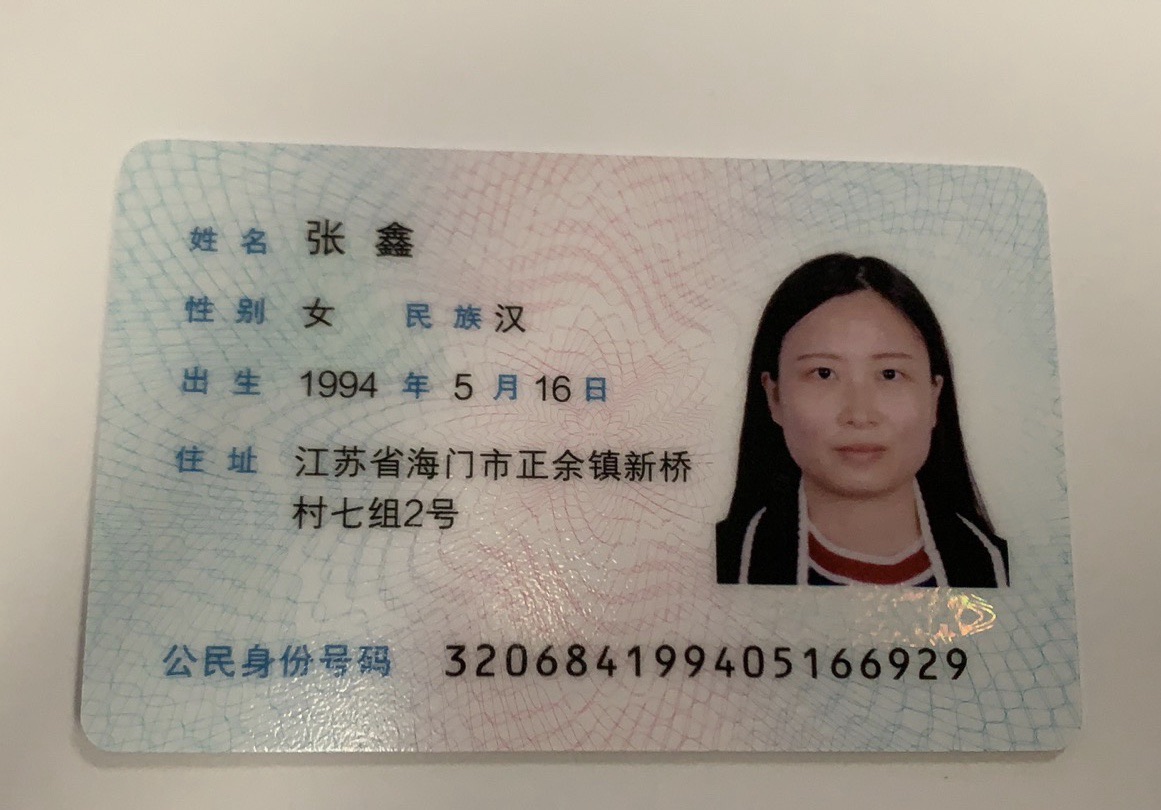 姓名 张鑫
性别 女 民族 汉
出生 1994 年 5 月 16 日
住址 江苏省海门市正余镇新桥
村七组2号
公民身份号码 320684199405166929